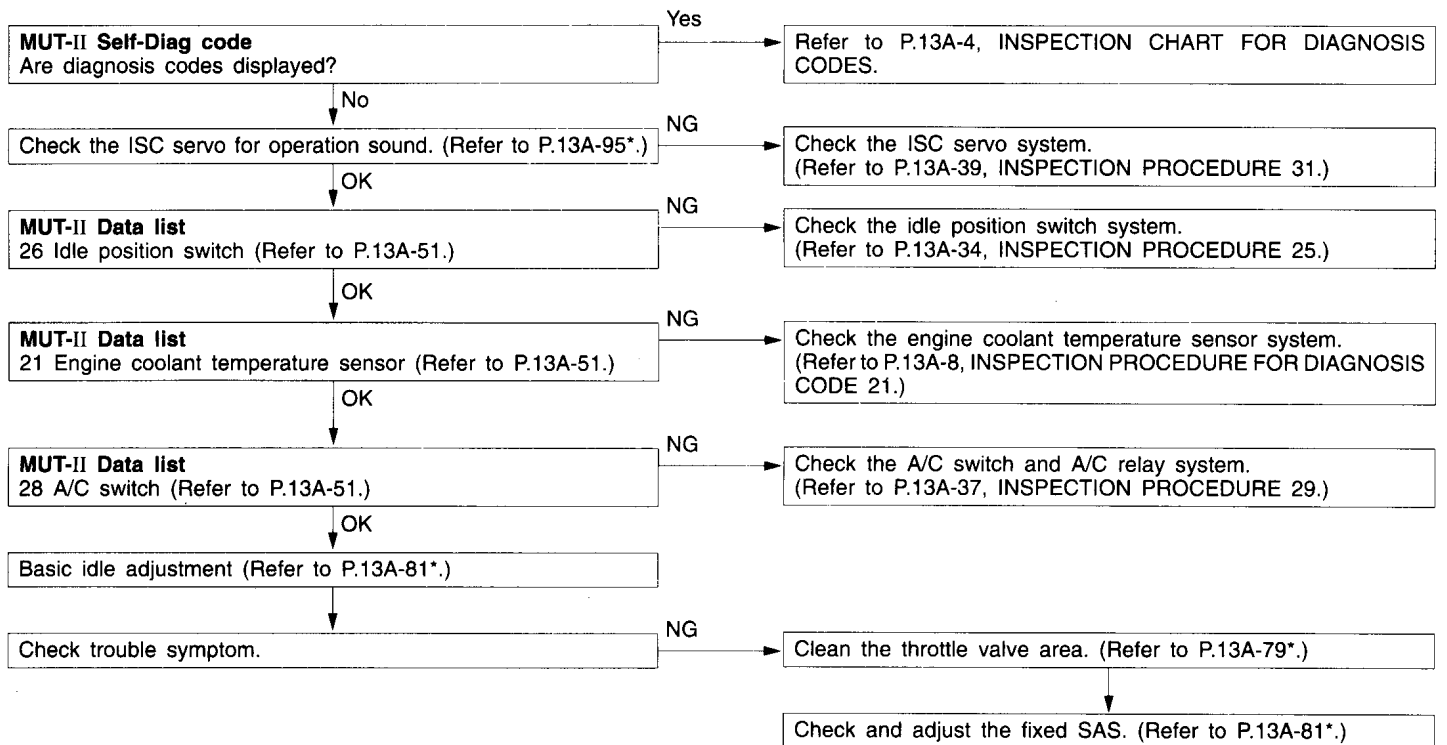 MUT-II Self-Diag code
Are diagnosis codes displayed?
Yes
Refer to P.13A-4, INSPECTION CHART FOR DIAGNOSIS
CODES.
No
Check the ISC servo for operation sound. (Refer to P.13A-95*.)
NG
Check the ISC servo system.
(Refer to P.13A-39, INSPECTION PROCEDURE 31.)
OK
MUT-II Data list
26 Idle position switch (Refer to P.13A-51.)
NG
Check the idle position switch system.
(Refer to P.13A-34, INSPECTION PROCEDURE 25.)
OK
MUT-II Data list
21 Engine coolant temperature sensor (Refer to P.13A-51.)
NG
Check the engine coolant temperature sensor system.
(Refer to P.13A-8, INSPECTION PROCEDURE FOR DIAGNOSIS
CODE 21.)
OK
MUT-II Data list
28 A/C switch (Refer to P.13A-51.)
NG
Check the A/C switch and A/C relay system.
(Refer to P.13A-37, INSPECTION PROCEDURE 29.)
OK
Basic idle adjustment (Refer to P.13A-81*.)
Check trouble symptom.
NG
Clean the throttle valve area. (Refer to P.13A-79*.)
Check and adjust the fixed SAS. (Refer to P.13A-81*.)